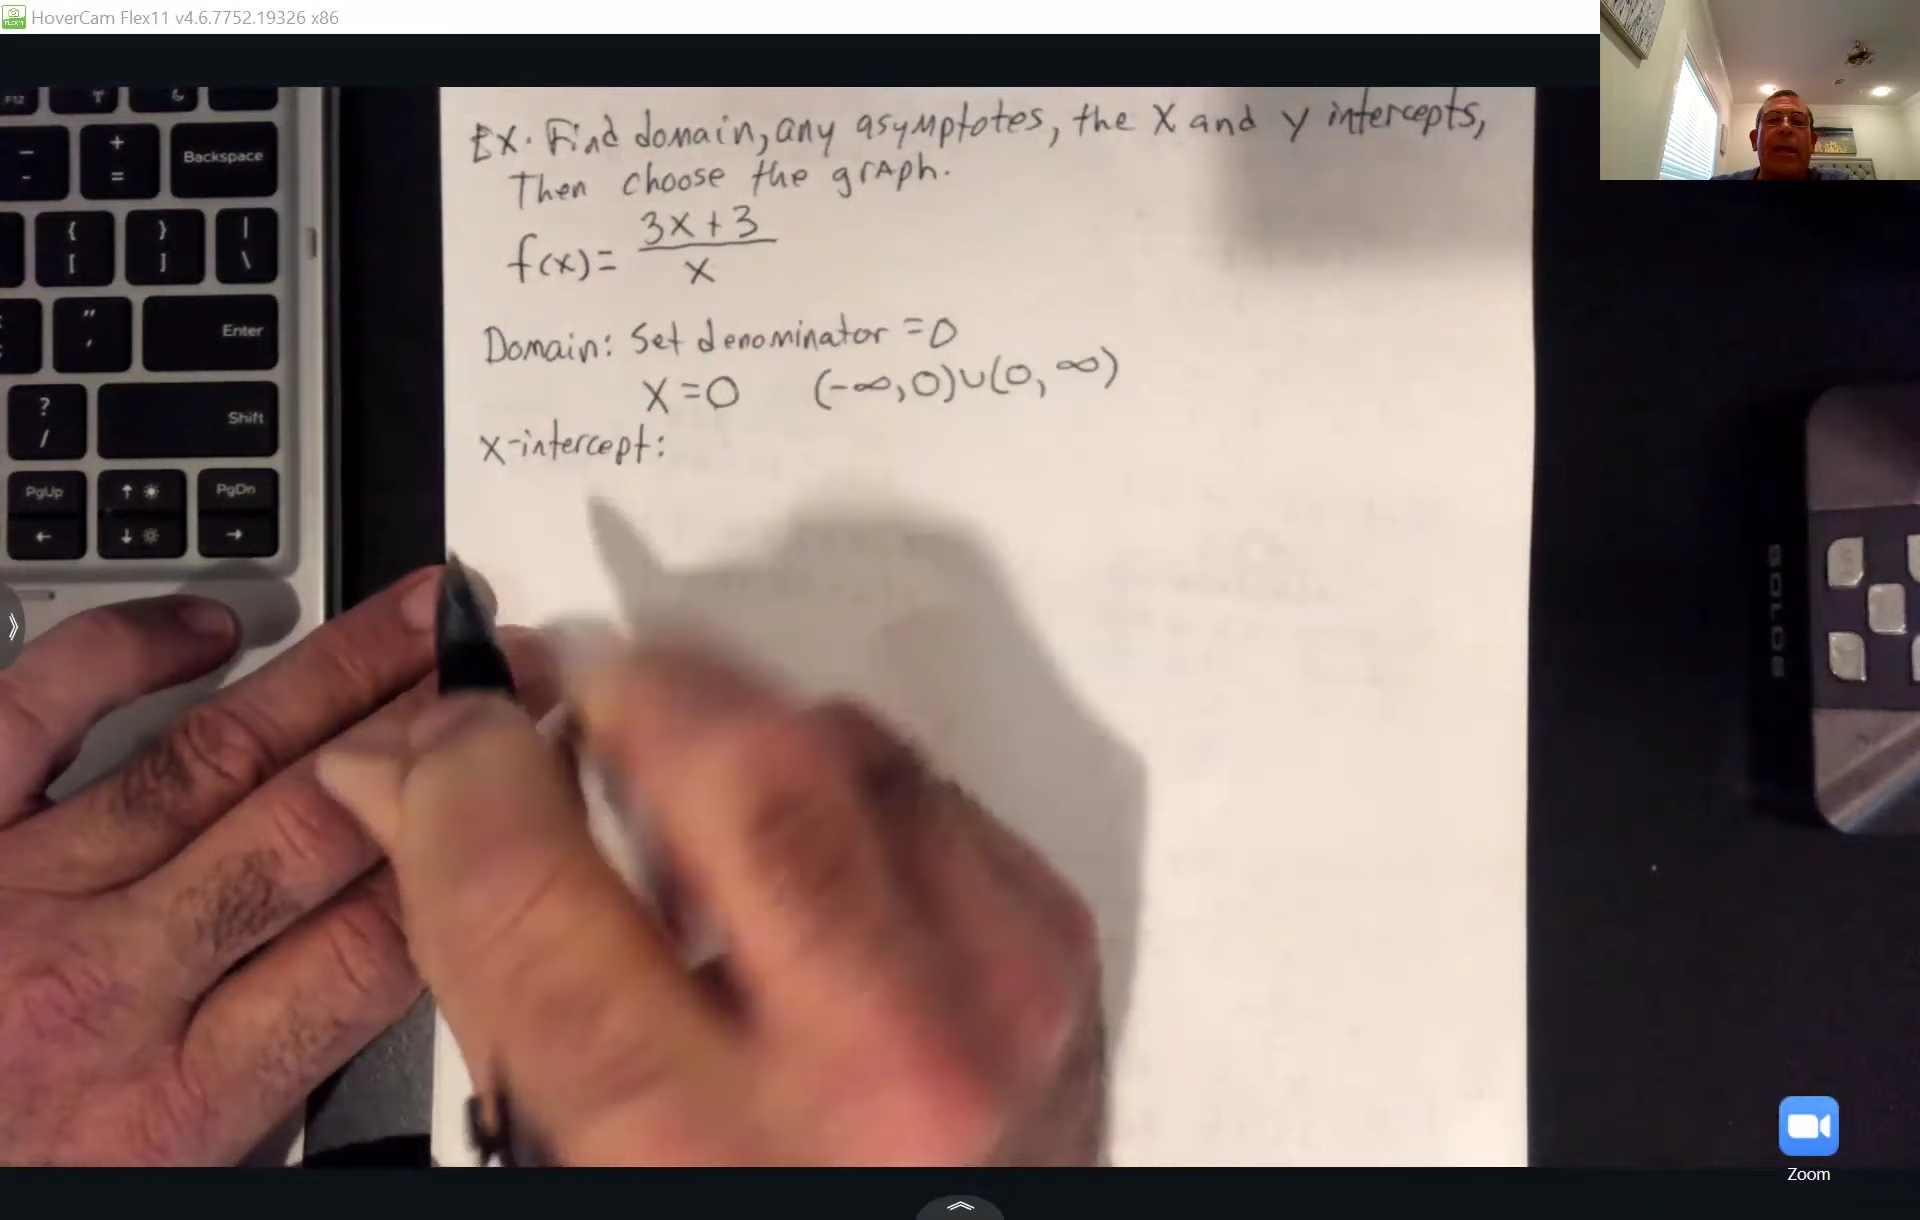 HoverCam Flex11 v4.6.7752.19326 x86
EX. Find domain, any asymptotes, the X and y intercepts,
Then choose the graph.
f(x) = 3x+3
x
Domain: Set denominator = 0
X = 0 (-∞, 0)∪(0, ∞)
x-intercept:
F12
- -
+ =
Backspace
{ [
} ]
| \
" '
Enter
? /
Shift
PgUp
PgDn
↑
← ↓ →
Zoom